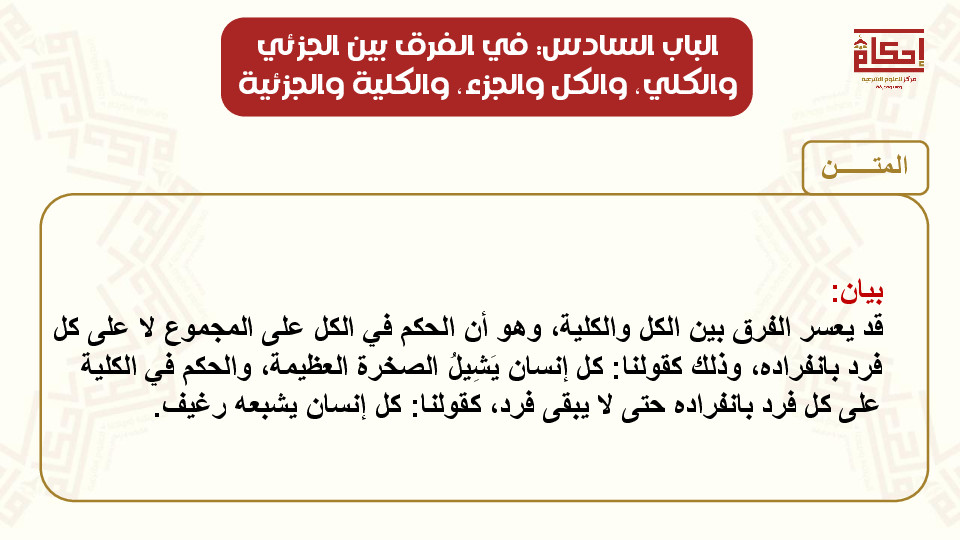 الباب السادس: في الفرق بين الجزئي
والكلي، والكل والجزء، والكلية والجزئية
إحكام
مركز للعلوم الشرعية
المتـــــن
بيان:
قد يعسر الفرق بين الكل والكلية، وهو أن الحكم في الكل على المجموع لا على كل
فرد بانفراده، وذلك كقولنا: كل إنسان يَشِيلُ الصخرة العظيمة، والحكم في الكلية
على كل فرد بانفراده حتى لا يبقى فرد، كقولنا: كل إنسان يشبعه رغيف.